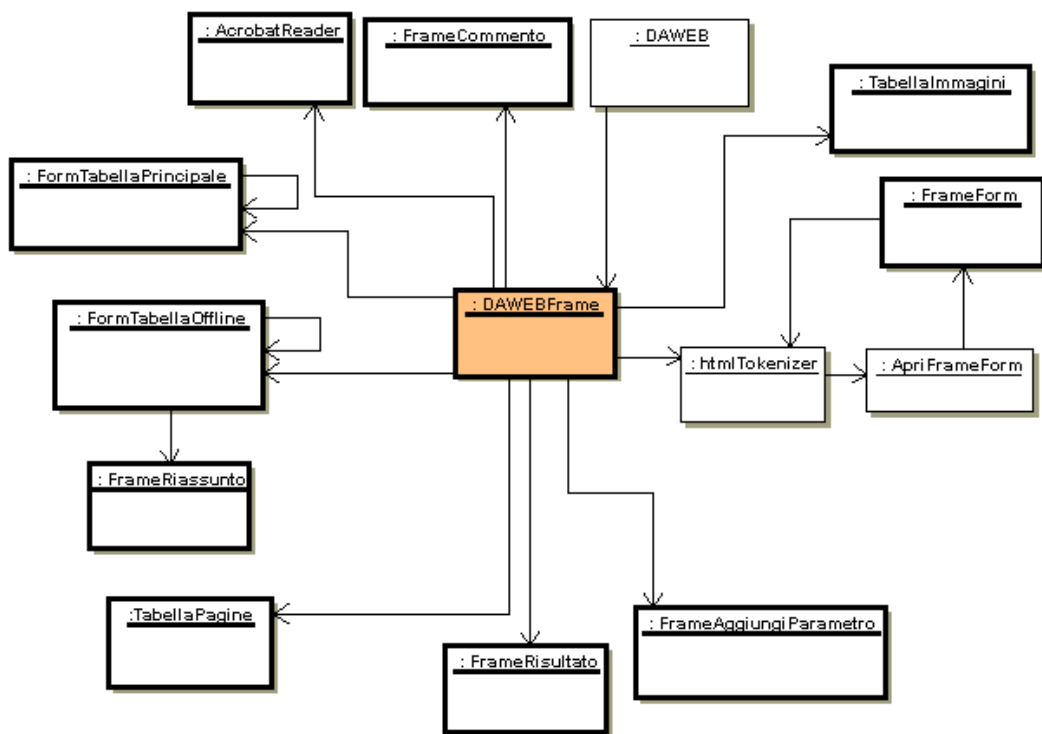 : AcrobatReader
: FrameCommento
: DAWEB
: TabellaImmagini
: FormTabellaPrincipale
: FrameForm
: DAWEBFrame
: FormTabellaOffline
: htmlTokenizer
: ApriFrameForm
: FrameRiassunto
:TabellaPagine
: FrameAggiungiParametro
: FrameRisultato